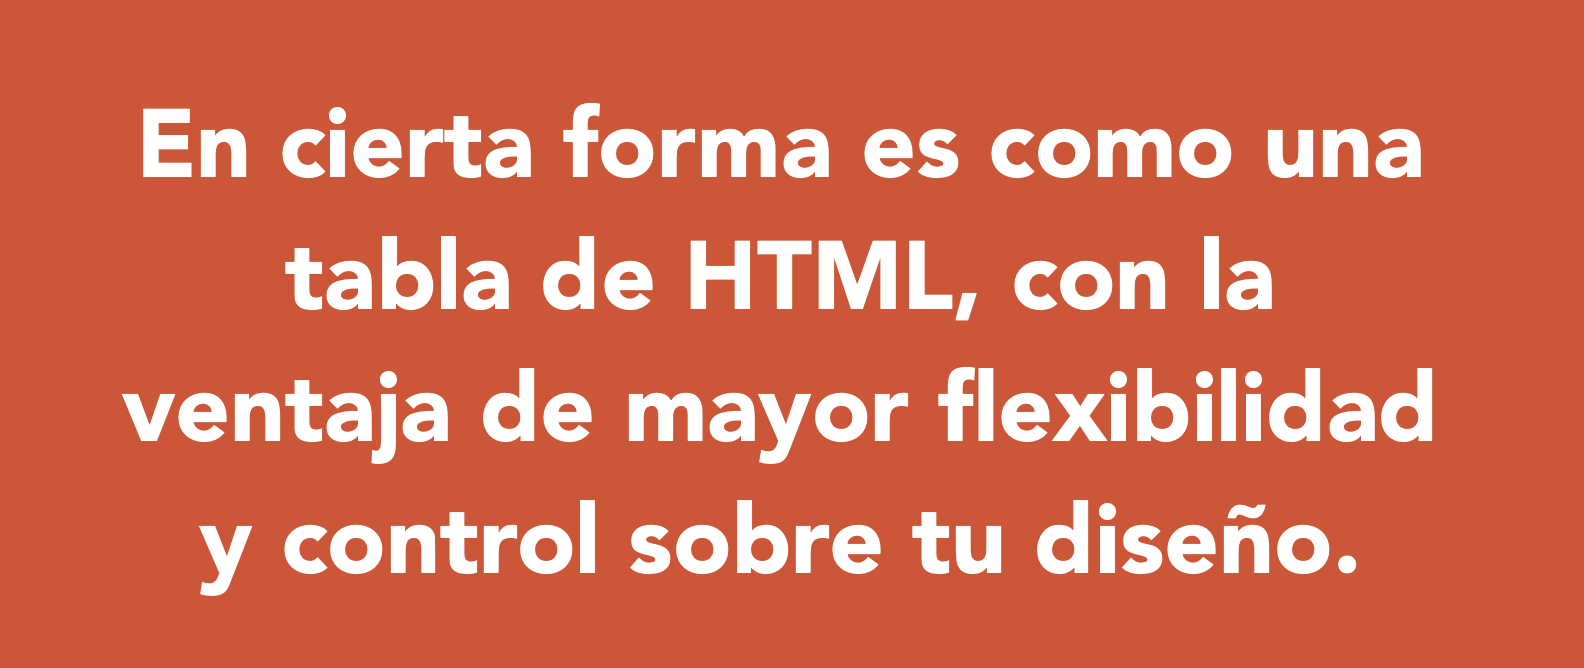 En cierta forma es como una
tabla de HTML, con la
ventaja de mayor flexibilidad
y control sobre tu diseño.